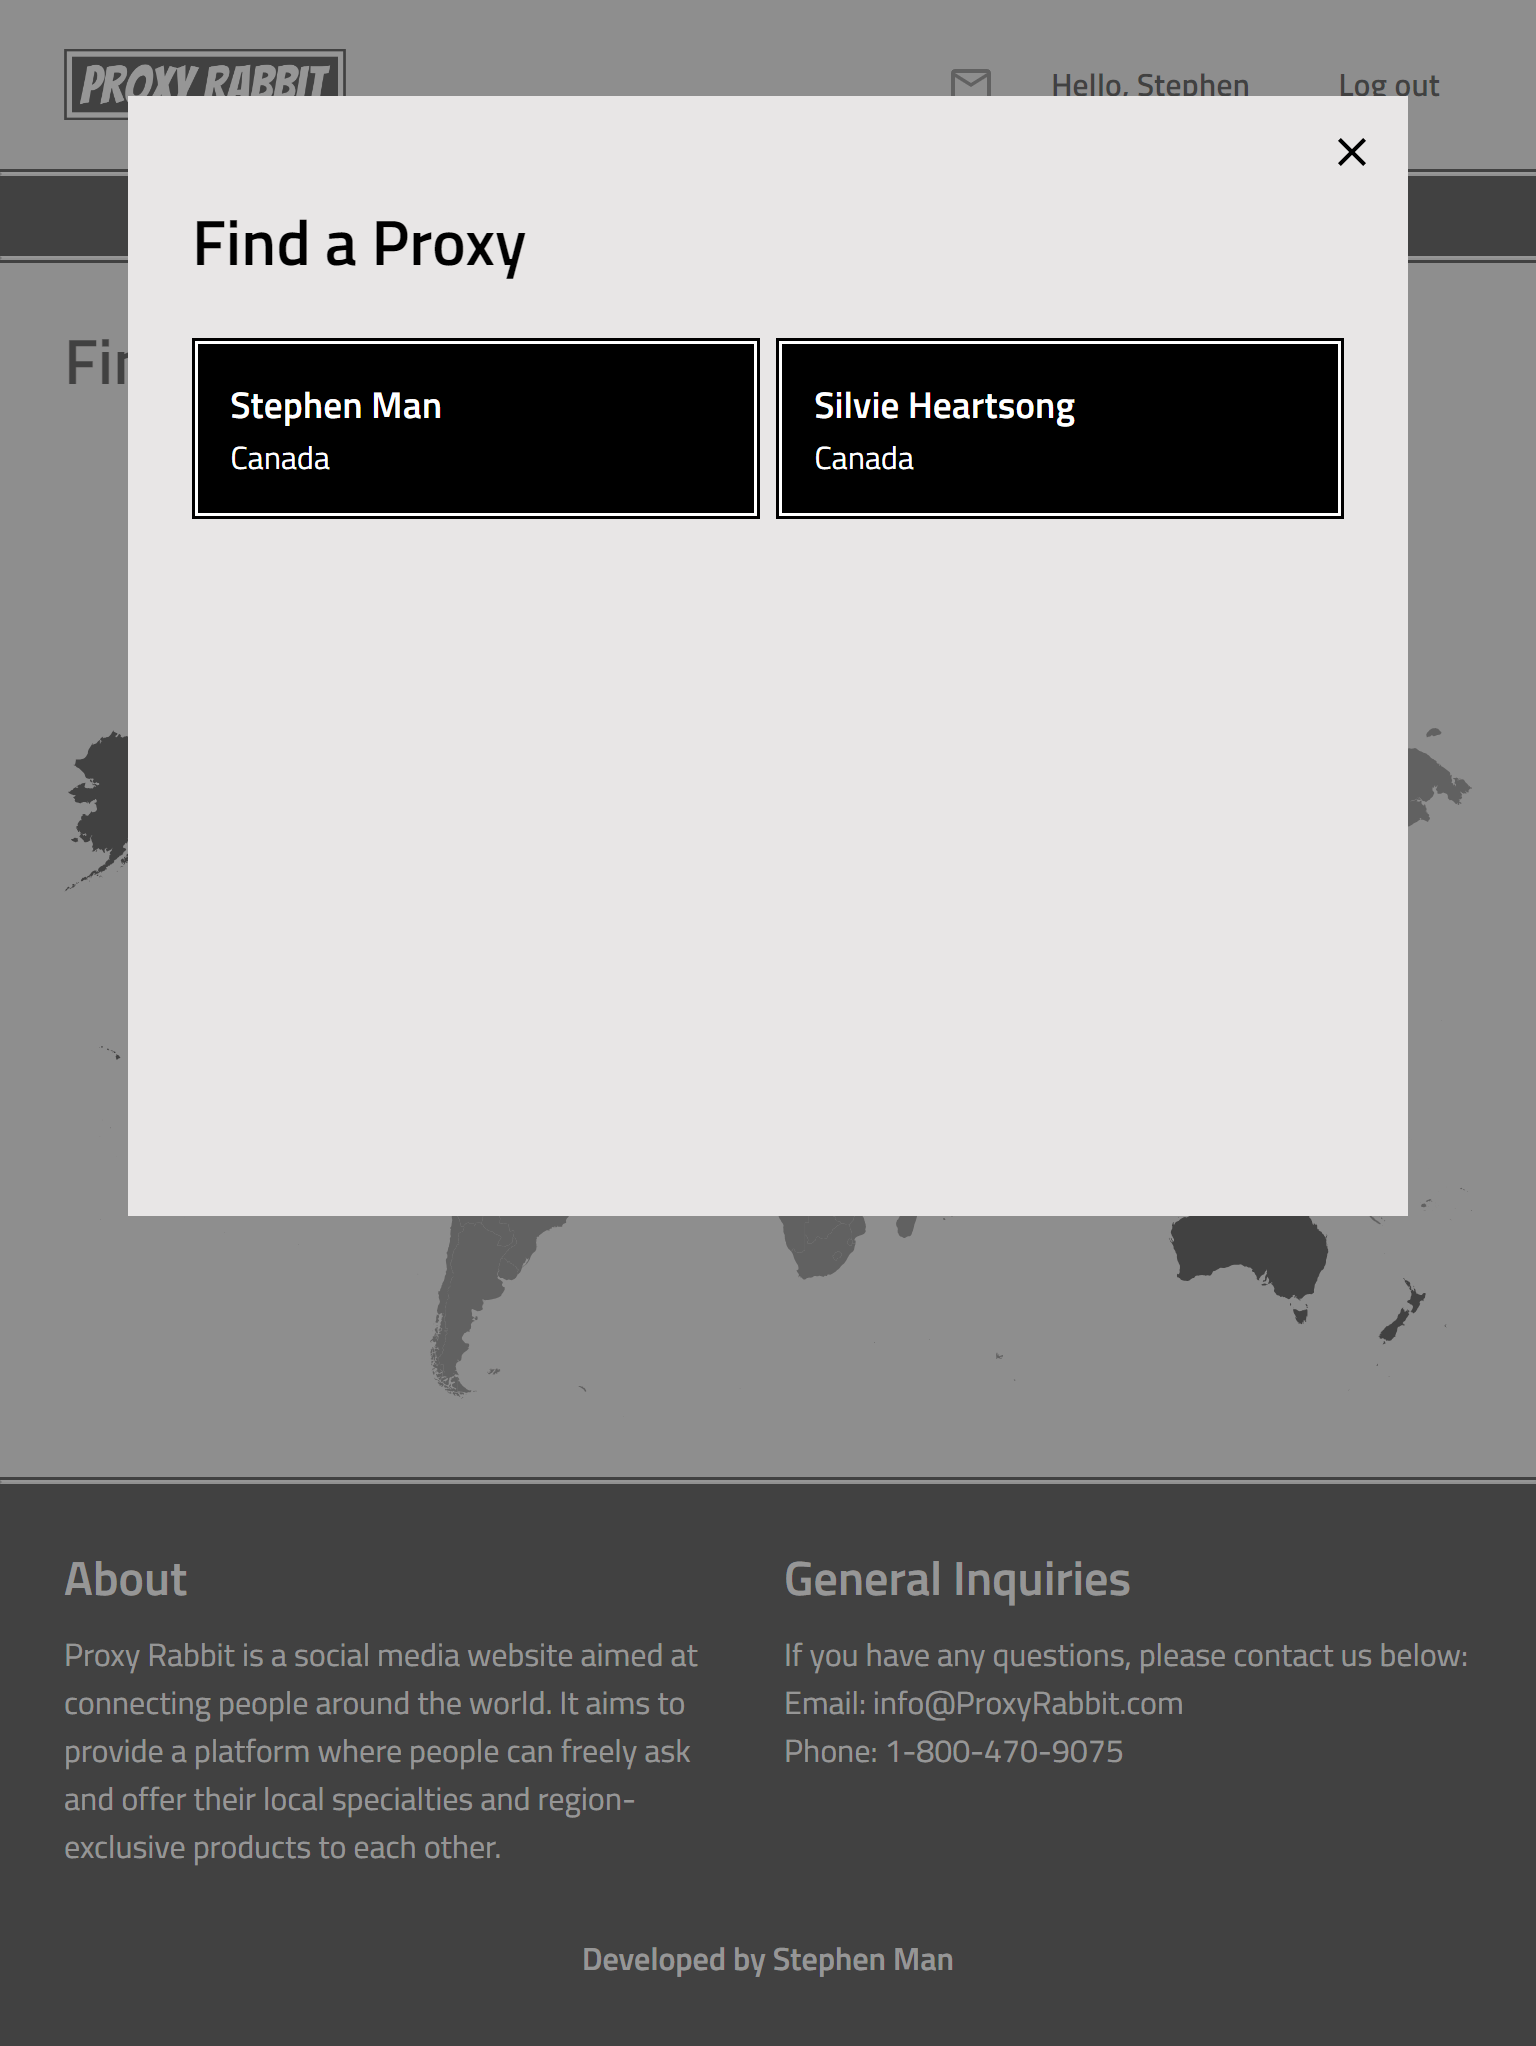 PROXY RABBIT
Hello, Stephen
Log out
Find a Proxy
Stephen Man
Canada
Silvie Heartsong
Canada
About
Proxy Rabbit is a social media website aimed at
connecting people around the world. It aims to
provide a platform where people can freely ask
and offer their local specialties and region-
exclusive products to each other.
General Inquiries
If you have any questions, please contact us below:
Email: info@ProxyRabbit.com
Phone: 1-800-470-9075
Developed by Stephen Man